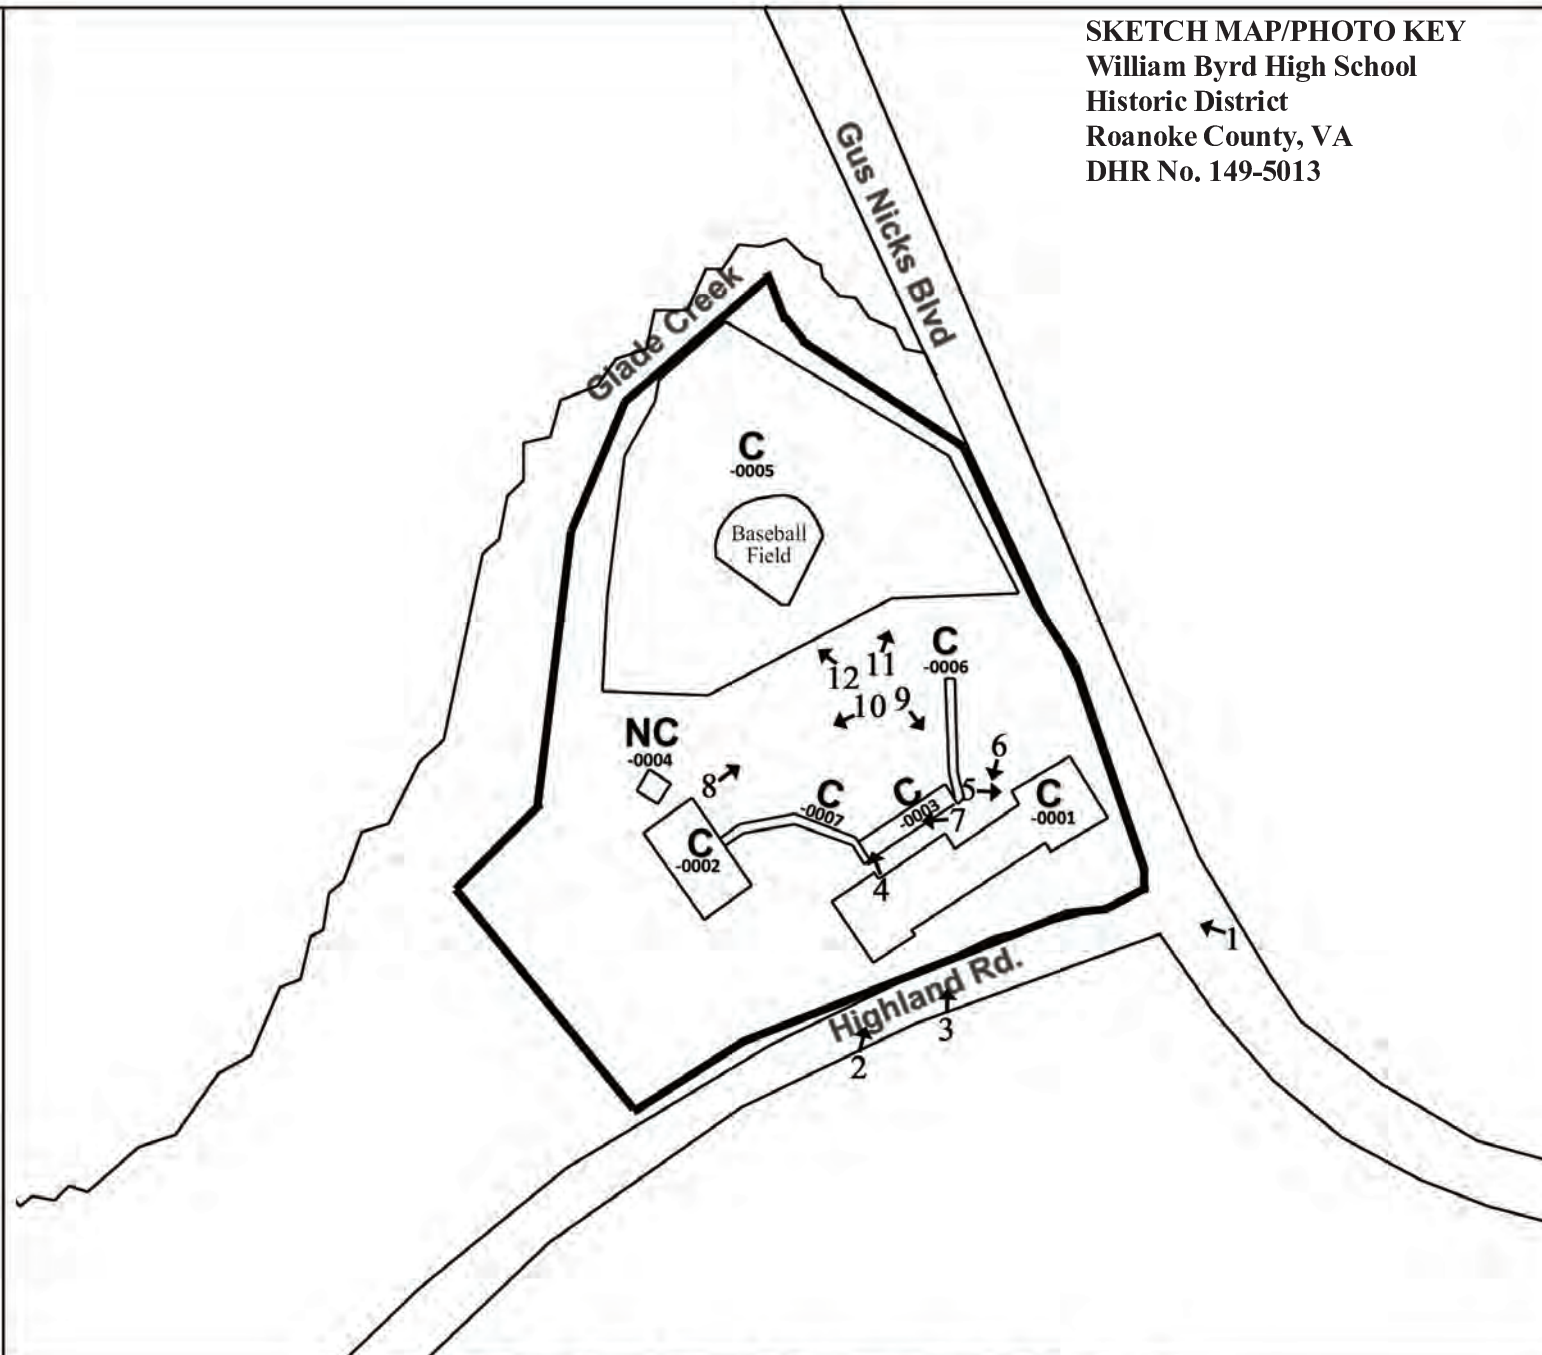 SKETCH MAP/PHOTO KEY
William Byrd High School
Historic District
Roanoke County, VA
DHR No. 149-5013
Gus Nicks Blvd
Glade Creek
C
-0005
Baseball
Field
C
-0006
11
12
9
10
NC
-0004
6
8
5
C
-0007
C
-0003
C
-0001
7
C
-0002
4
1
Highland Rd.
3
2